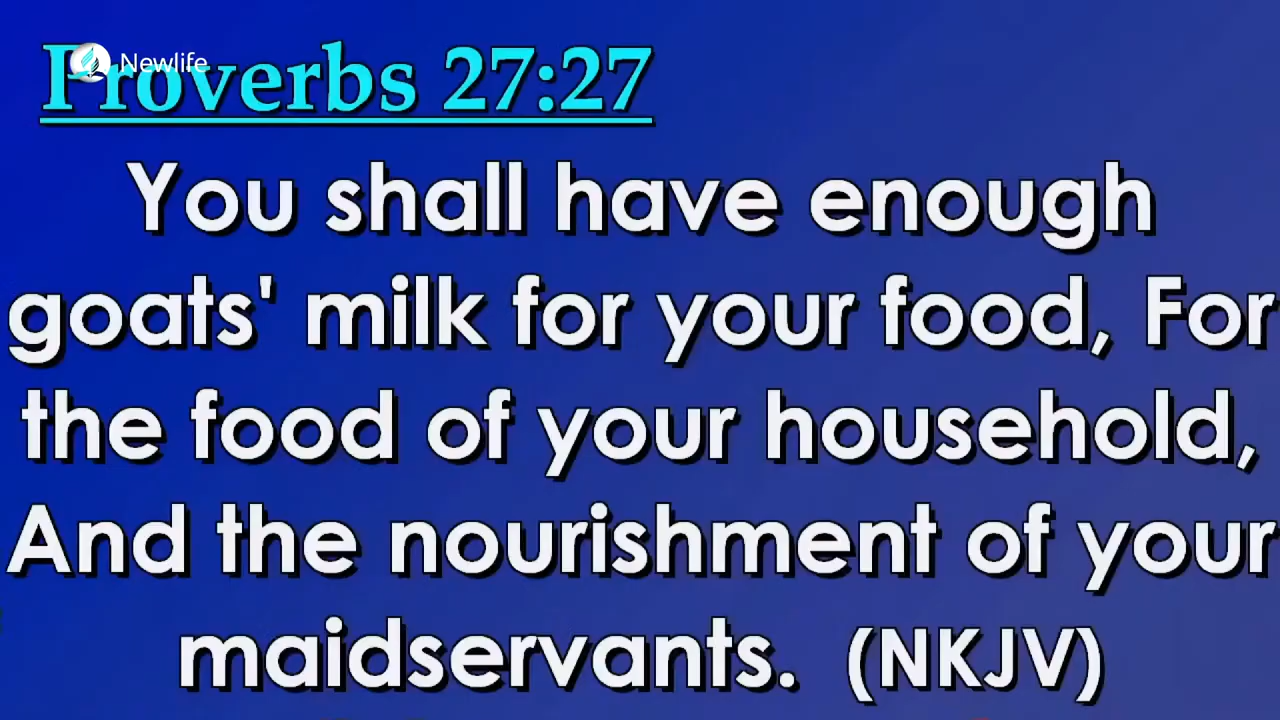 Newlife
Proverbs 27:27
You shall have enough
goats' milk for your food, For
the food of your household,
And the nourishment of your
maidservants. (NKJV)